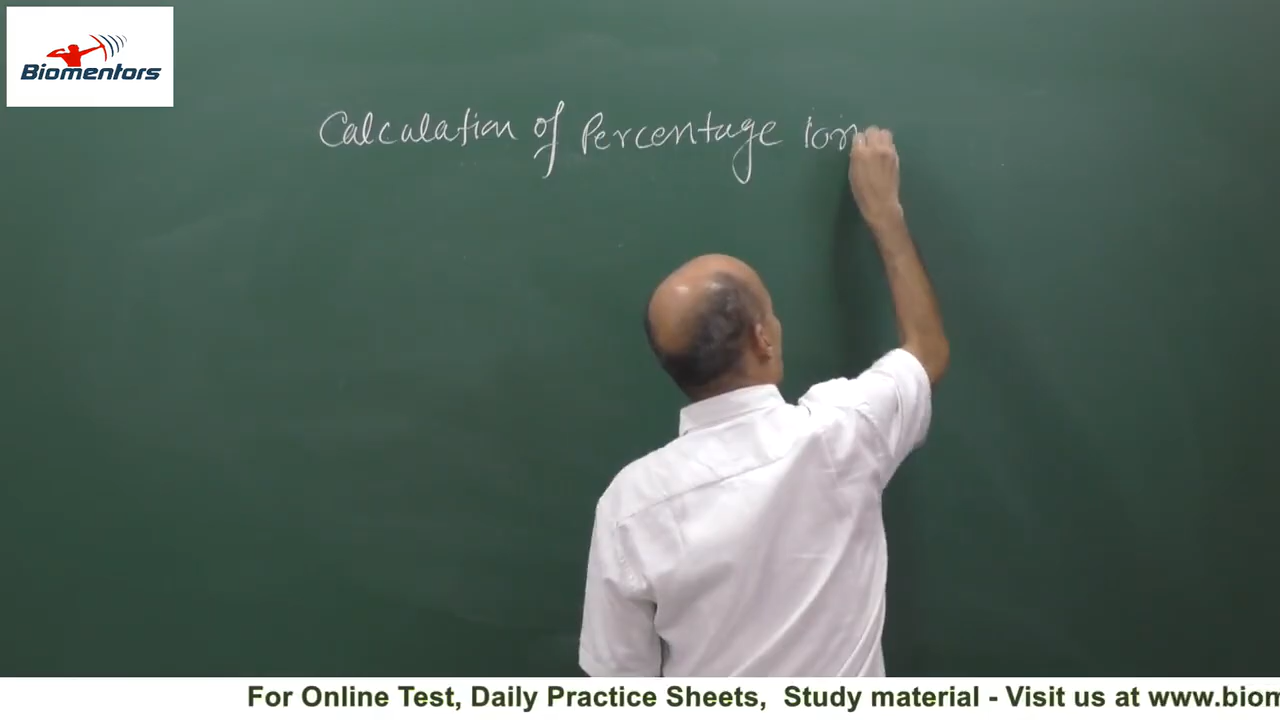 Biomentors
Calculation of Percentage Ion
For Online Test, Daily Practice Sheets, Study material - Visit us at www.biom